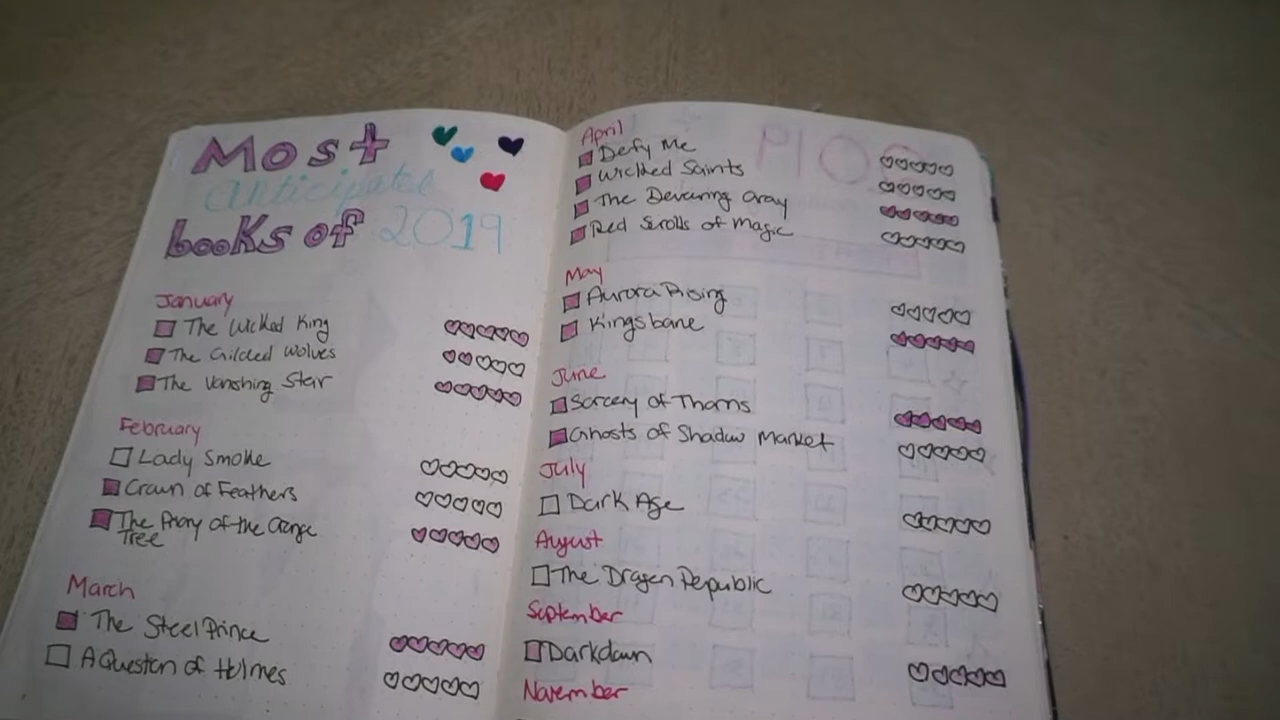 Most
Anticipated
books of 2019
January
The Wicked King
The Gilded Wolves
The Vanishing Stair
February
Lady Smoke
Crown of Feathers
The Priory of the Orange
Tree
March
The Steel Prince
A Question of Holmes
April
Defy Me
Wicked Saints
The Devouring Gray
Red Scrolls of Magic
May
Aurora Rising
Kingsbane
June
Sorcery of Thorns
Ghosts of Shadow Market
July
Dark Age
August
The Dragon Republic
September
Darkdawn
November